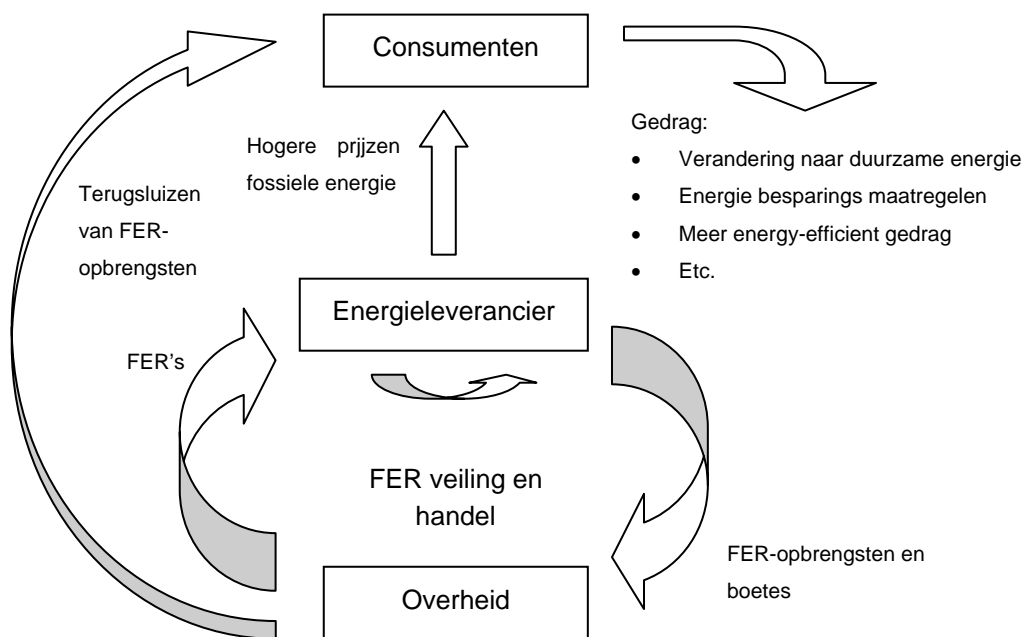 Consumenten
Hogere prjjzen
fossiele energie
Gedrag:
• Verandering naar duurzame energie
• Energie besparings maatregelen
• Meer energy-efficient gedrag
• Etc.
Terugsluizen
van FER-
opbrengsten
Energieleverancier
FER's
FER veiling en
handel
FER-opbrengsten en
boetes
Overheid